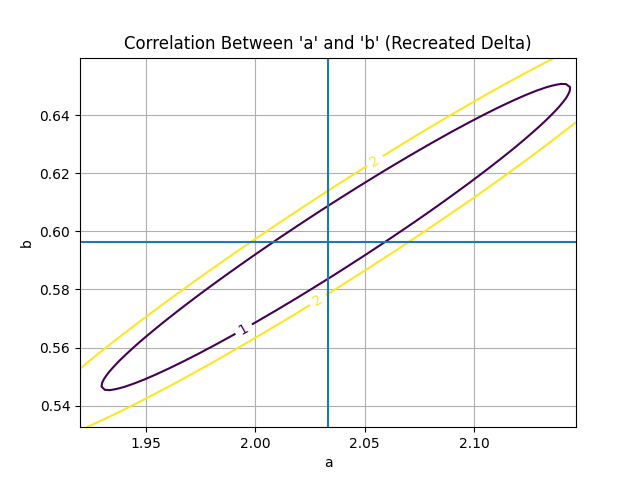 Correlation Between 'a' and 'b' (Recreated Delta)
0.64
2
0.62
0.60
b
0.58
2
1
0.56
0.54
1.95 2.00 2.05 2.10
a